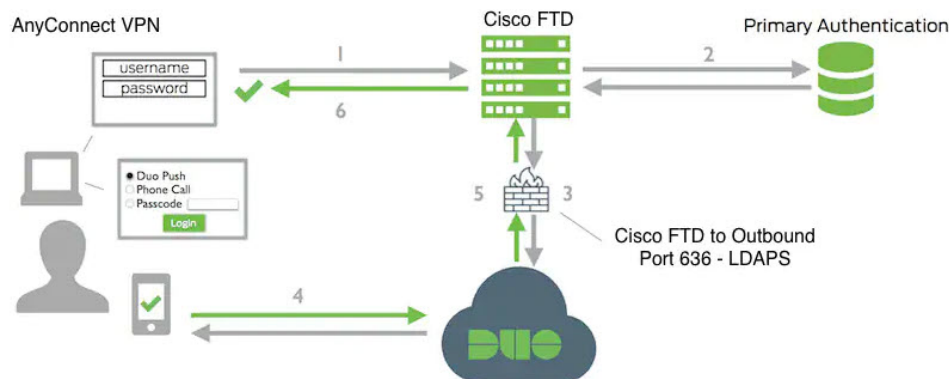 AnyConnect VPN
Cisco FTD
Primary Authentication
username
password
1
2
6
Duo Push
Phone Call
Passcode
Login
5
3
Cisco FTD to Outbound
Port 636 - LDAPS
4
DUO